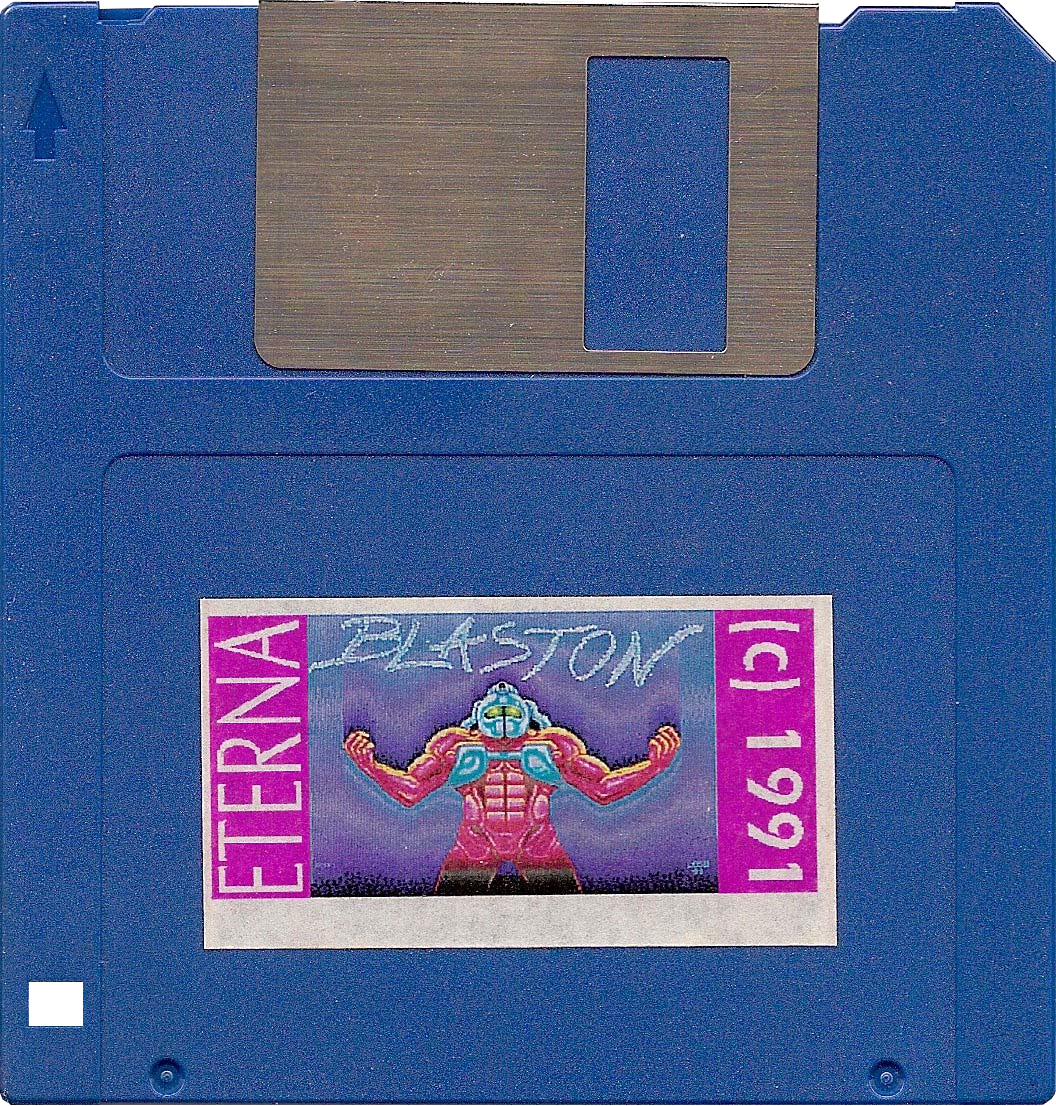 ETERNA
BLASTON
(c) 1991